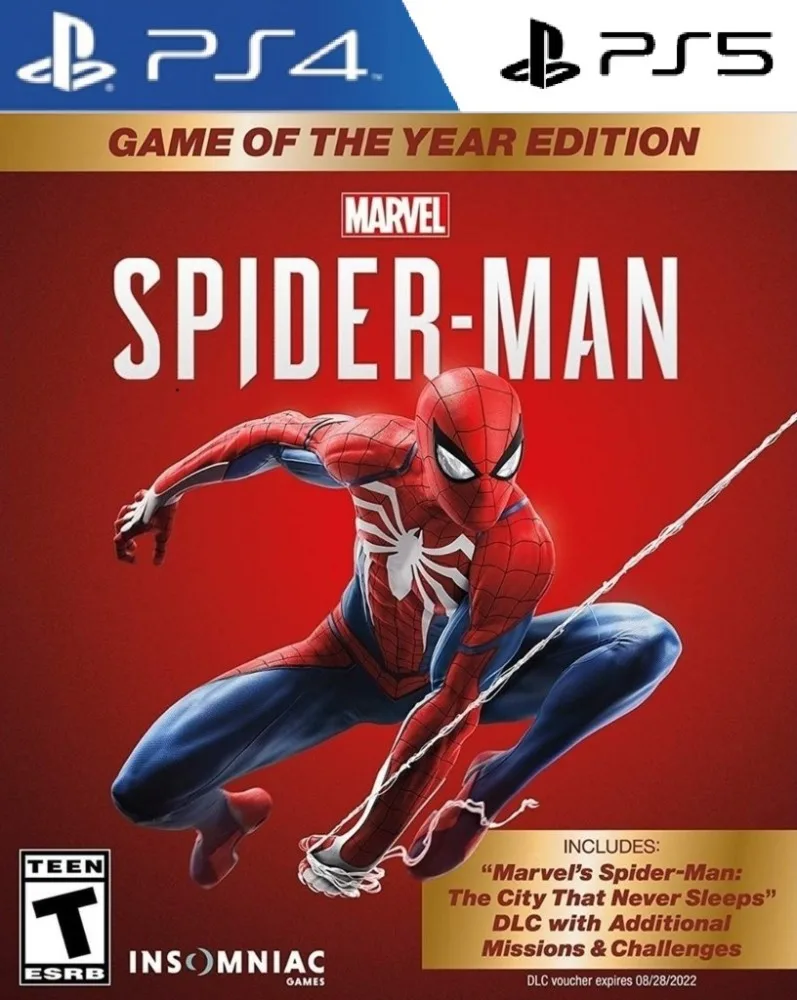 PS4 PS5
GAME OF THE YEAR EDITION
MARVEL
SPIDER-MAN
INCLUDES:
“Marvel’s Spider-Man:
The City That Never Sleeps”
DLC with Additional
Missions & Challenges
DLC voucher expires 08/28/2022
TEEN
T
ESRB
INSOMNIAC
GAMES